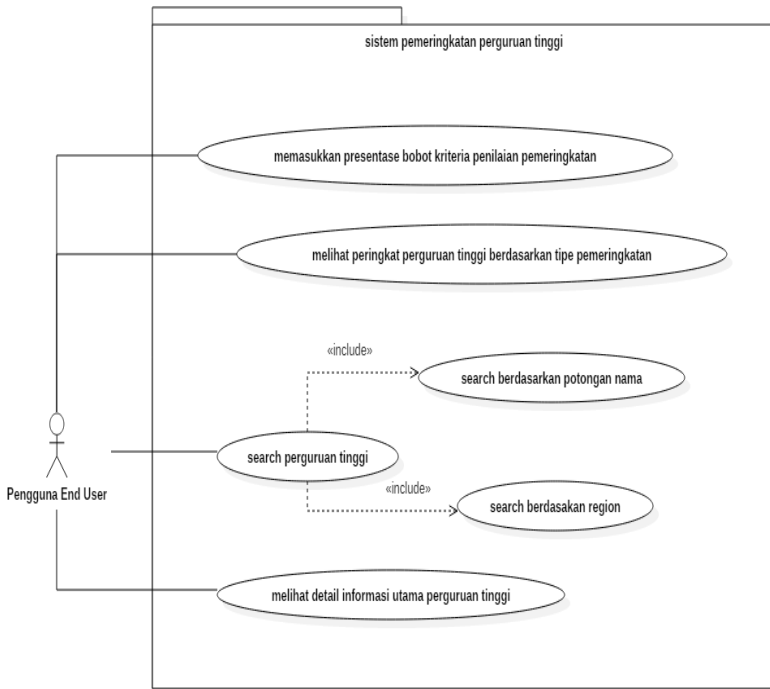 sistem pemeringkatan perguruan tinggi
memasukkan presentase bobot kriteria penilaian pemeringkatan
melihat peringkat perguruan tinggi berdasarkan tipe pemeringkatan
«include»
search berdasarkan potongan nama
search perguruan tinggi
Pengguna End User
«include»
search berdasakan region
melihat detail informasi utama perguruan tinggi